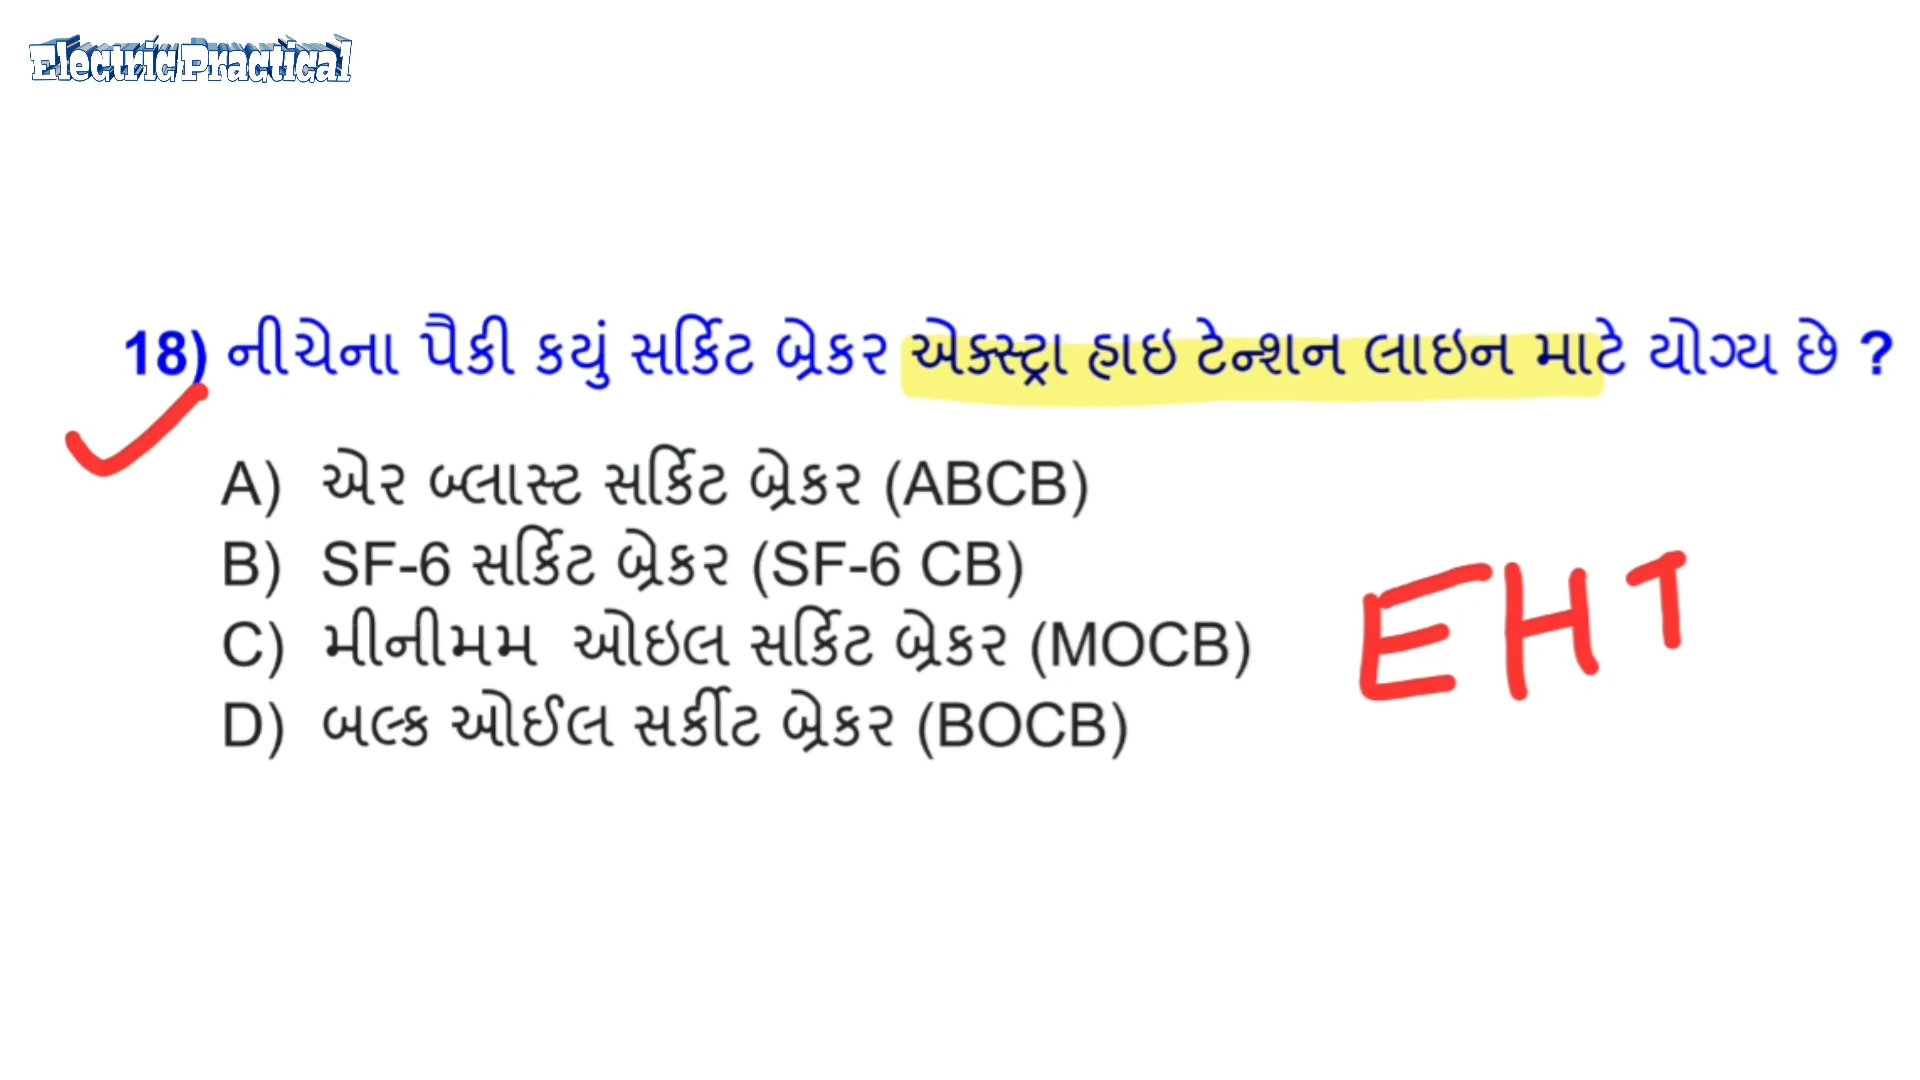 Electric Practical
18) નીચેના પૈકી કયું સર્કિટ બ્રેકર એક્સ્ટ્રા હાઇ ટેન્શન લાઇન માટે યોગ્ય છે ?
A) એર બ્લાસ્ટ સર્કિટ બ્રેકર (ABCB)
B) SF-6 સર્કિટ બ્રેકર (SF-6 CB)
C) મીનીમમ ઓઇલ સર્કિટ બ્રેકર (MOCB)
D) બલ્ક ઓઈલ સર્કીટ બ્રેકર (BOCB)
EHT